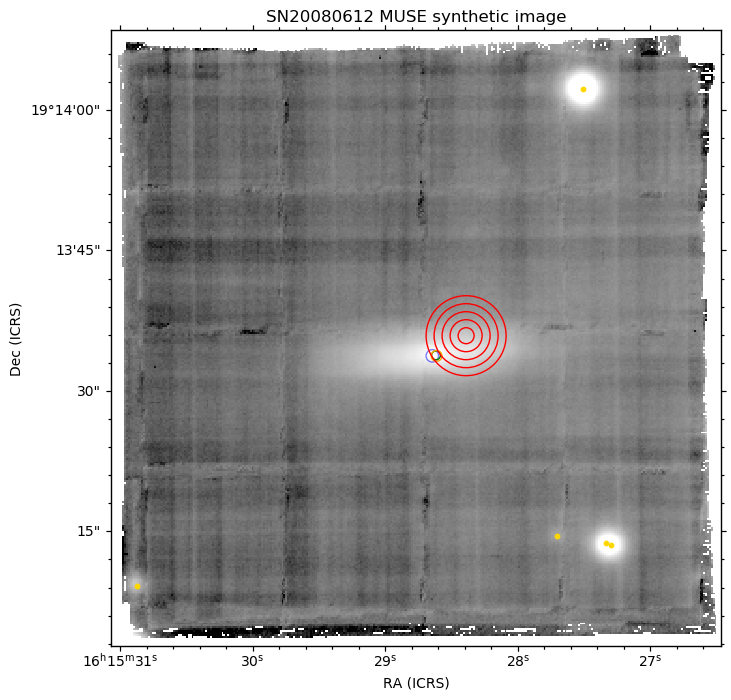 SN20080612 MUSE synthetic image
19°14'00"
13'45"
30"
15"
Dec (ICRS)
16ʰ15ᵐ31ˢ 30ˢ 29ˢ 28ˢ 27ˢ
RA (ICRS)